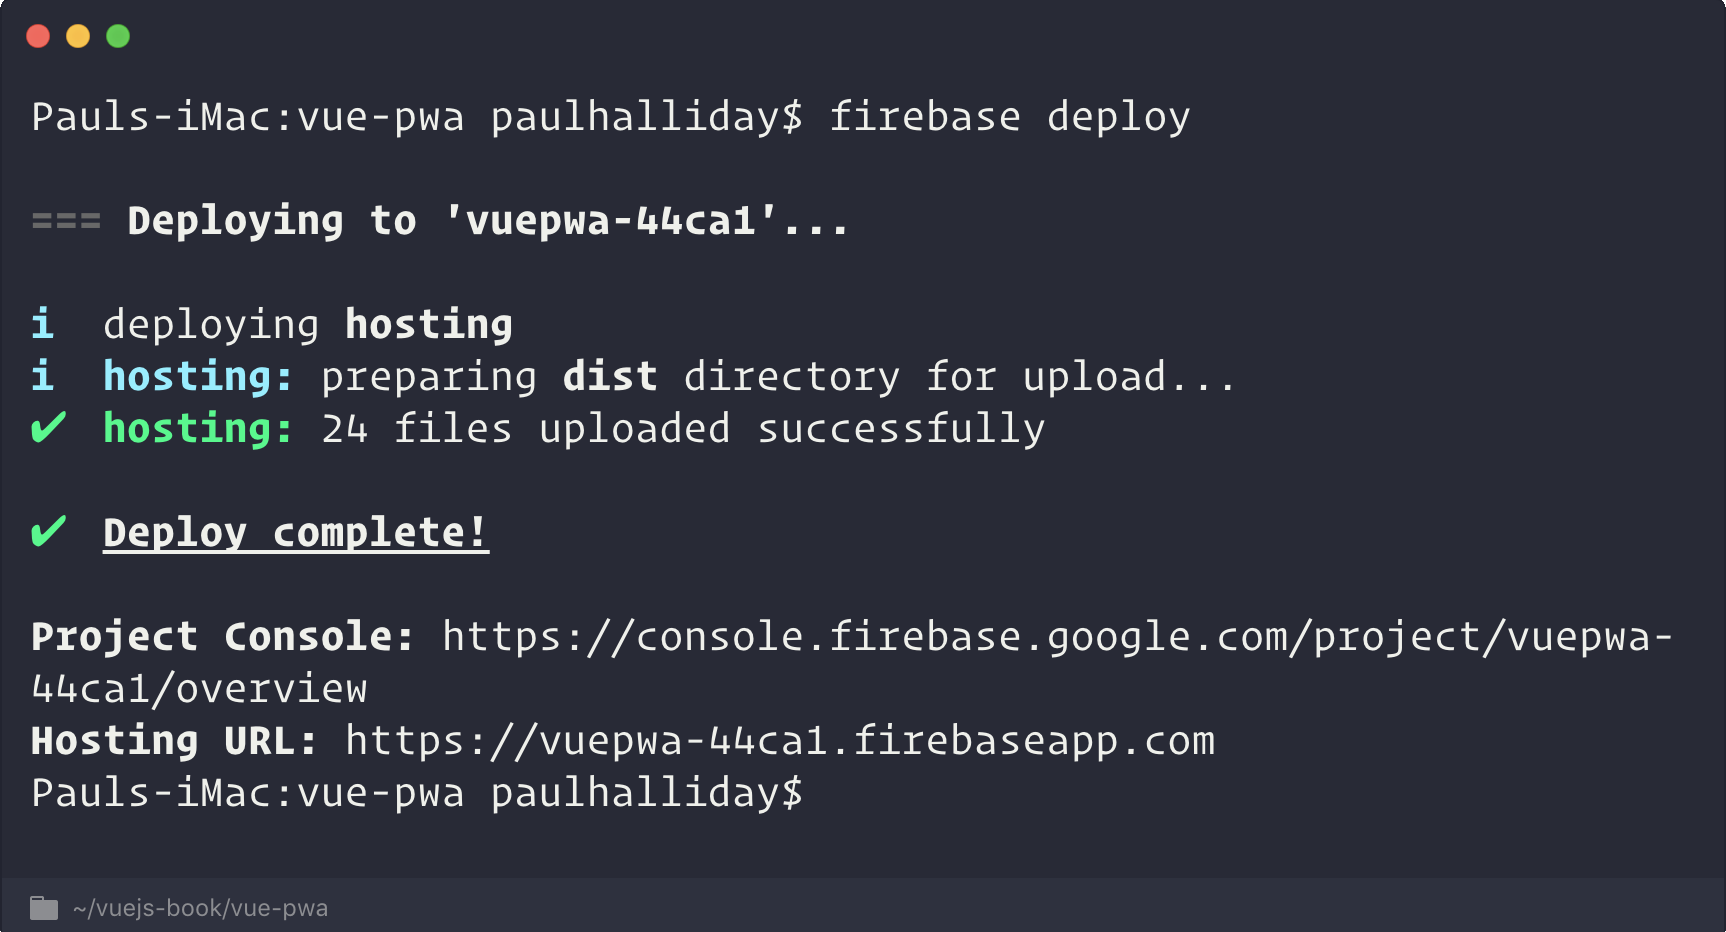 Pauls-iMac:vue-pwa paulhalliday$ firebase deploy
=== Deploying to 'vuepwa-44ca1'...
i  deploying hosting
i  hosting: preparing dist directory for upload...
✔  hosting: 24 files uploaded successfully
✔  Deploy complete!
Project Console: https://console.firebase.google.com/project/vuepwa-
44ca1/overview
Hosting URL: https://vuepwa-44ca1.firebaseapp.com
Pauls-iMac:vue-pwa paulhalliday$
~/vuejs-book/vue-pwa